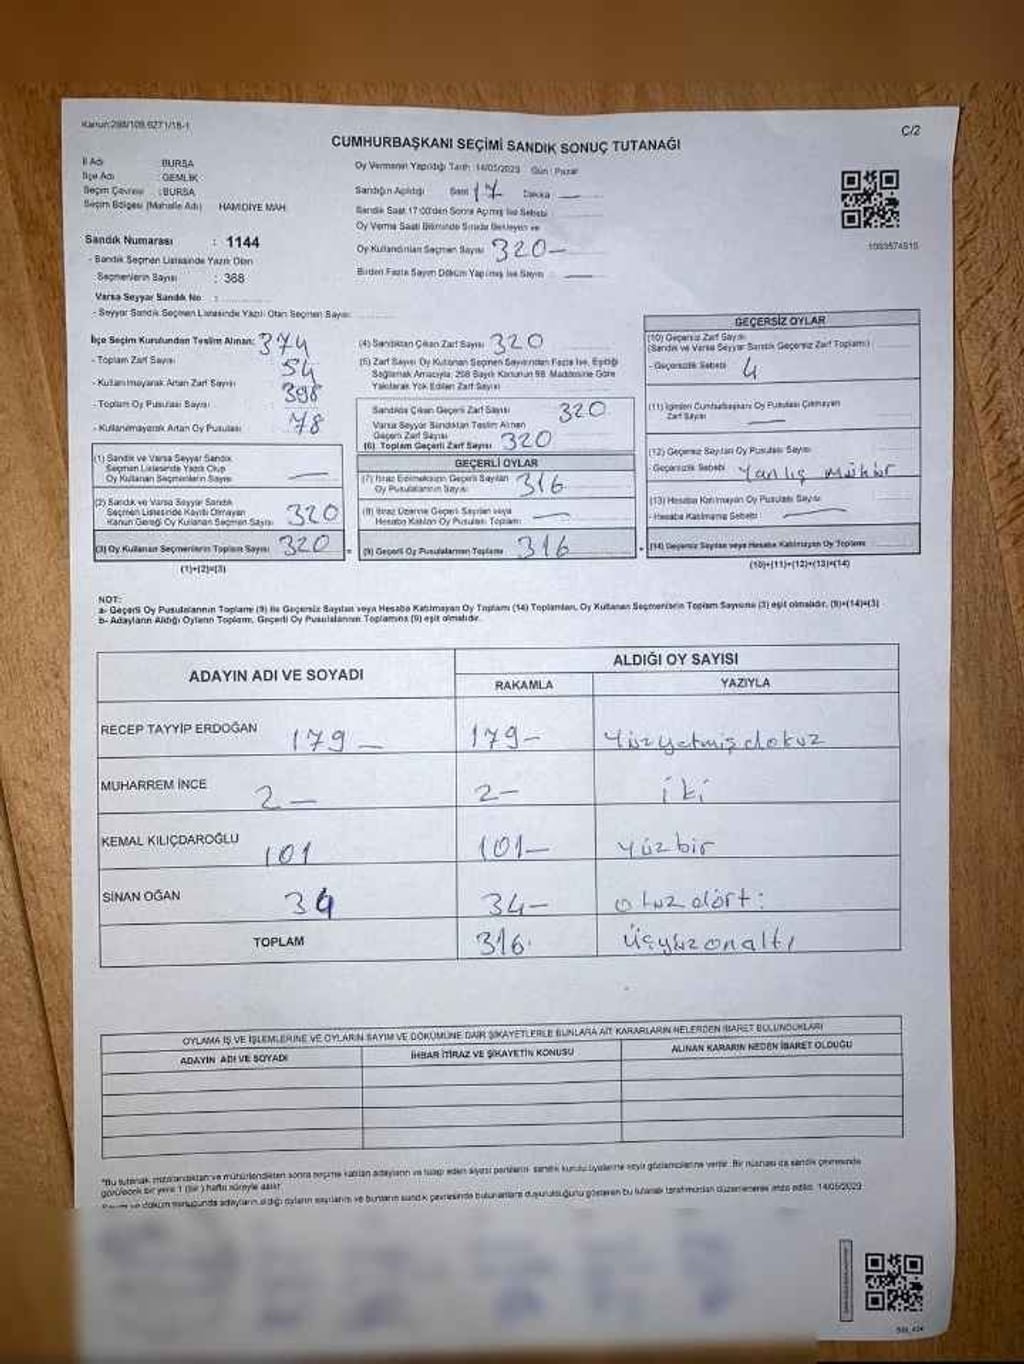 Kanun:298/109,6271/18-1
C/2
CUMHURBAŞKANI SEÇİMİ SANDIK SONUÇ TUTANAĞI
İl Adı : BURSA
İlçe Adı : GEMLİK
Seçim Çevresi : BURSA
Seçim Bölgesi (Mahalle Adı) HAMİDİYE MAH.
Sandık Numarası : 1144
- Sandık Seçmen Listesinde Yazılı Olan
Seçmenlerin Sayısı : 368
Varsa Seyyar Sandık No :
- Seyyar Sandık Seçmen Listesinde Yazılı Olan Seçmen Sayısı
Oy Vermenin Yapıldığı Tarih : 14/05/2023 Gün : Pazar
Sandığın Açıldığı Saat 17 Dakika —
Sandık Saat 17:00'den Sonra Açılmış İse Sebebi
Oy Verme Saati Bitiminde Sırada Bekleyen ve
Oy Kullandırılan Seçmen Sayısı 320-
Birden Fazla Sayım Döküm Yapılmış İse Sayım —
1093574515
İlçe Seçim Kurulundan Teslim Alınan: 374
- Toplam Zarf Sayısı 54
- Kullanılmayarak Artan Zarf Sayısı 398
- Toplam Oy Pusulası Sayısı
- Kullanılmayarak Artan Oy Pusulası 78
(1) Sandık ve Varsa Seyyar Sandık
Seçmen Listesinde Yazılı Olup
Oy Kullanan Seçmenlerin Sayısı —
(2) Sandık ve Varsa Seyyar Sandık
Seçmen Listesinde Kayıtlı Olmayan
Kanun Gereği Oy Kullanan Seçmen Sayısı 320
(3) Oy Kullanan Seçmenlerin Toplam Sayısı 320
(1)+(2)=(3)
(4) Sandıktan Çıkan Zarf Sayısı 320
(5) Zarf Sayısı Oy Kullanan Seçmen Sayısından Fazla İse, Eşitliği
Sağlamak Amacıyla, 298 Sayılı Kanunun 98. Maddesine Göre
Yakılarak Yok Edilen Zarf Sayısı
Sandıkta Çıkan Geçerli Zarf Sayısı 320
Varsa Seyyar Sandıktan Teslim Alınan
Geçerli Zarf Sayısı
(6) Toplam Geçerli Zarf Sayısı 320
GEÇERLİ OYLAR
(7) İtiraz Edilmeksizin Geçerli Sayılan
Oy Pusulalarının Sayısı 316
(8) İtiraz Üzerine Geçerli Sayılan veya
Hesaba Katılan Oy Pusulası Toplamı —
(9) Geçerli Oy Pusulalarının Toplamı 316
GEÇERSİZ OYLAR
(10) Geçersiz Zarf Sayısı
(Sandık ve Varsa Seyyar Sandık Geçersiz Zarf Toplamı)
- Geçersizlik Sebebi 4
(11) İçinden Cumhurbaşkanı Oy Pusulası Çıkmayan
Zarf Sayısı —
(12) Geçersiz Sayılan Oy Pusulası Sayısı
Geçersizlik Sebebi Yanlış mühür
(13) Hesaba Katılmayan Oy Pusulası Sayısı
- Hesaba Katılmama Sebebi —
(14) Geçersiz Sayılan veya Hesaba Katılmayan Oy Toplamı
(10)+(11)+(12)+(13)=(14)
NOT:
a- Geçerli Oy Pusulalarının Toplamı (9) ile Geçersiz Sayılan veya Hesaba Katılmayan Oy Toplamı (14) Toplamları, Oy Kullanan Seçmenlerin Toplam Sayısına (3) eşit olmalıdır. (9)+(14)=(3)
b- Adayların Aldığı Oyların Toplamı, Geçerli Oy Pusulalarının Toplamına (9) eşit olmalıdır.
ADAYIN ADI VE SOYADI
ALDIĞI OY SAYISI
RAKAMLA YAZIYLA
RECEP TAYYİP ERDOĞAN 179 — 179- Yüzyetmişdokuz
MUHARREM İNCE 2 — 2- iki
KEMAL KILIÇDAROĞLU 101 101- yüzbir
SİNAN OĞAN 34 34- otuzdört
TOPLAM 316 üçyüzonaltı
OYLAMA İŞ VE İŞLEMLERİNE VE OYLARIN SAYIM VE DÖKÜMÜNE DAİR ŞİKAYETLERLE BUNLARA AİT KARARLARIN NELERDEN İBARET BULUNDUKLARI
ADAYIN ADI VE SOYADI İHBAR İTİRAZ VE ŞİKAYETİN KONUSU ALINAN KARARIN NEDEN İBARET OLDUĞU
*Bu tutanak, imzalandıktan ve mühürlendikten sonra seçime katılan adayların ve talep eden siyasi partilerin, sandık kurulu üyelerine veya gözlemcilerine verilir. Bir nüshası da sandık çevresinde
görülecek bir yere 1 (bir) hafta süreyle asılır.
Sayım ve döküm sonucunda adayların aldığı oyların sayılarını ve bunların sandık çevresinde bulunanlara duyurulduğunu gösteren bu tutanak tarafımızdan düzenlenerek imza edildi. 14/05/2023